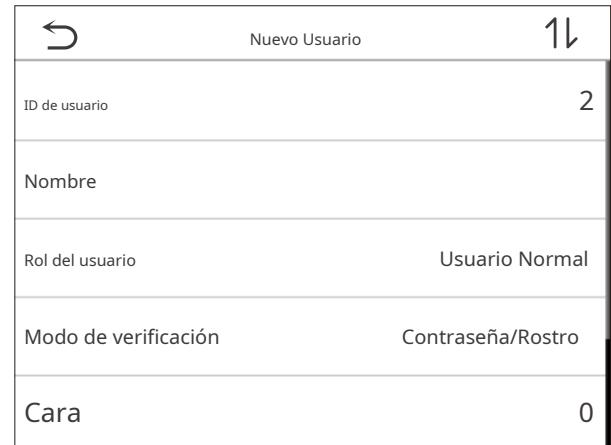 Nuevo Usuario
ID de usuario 2
Nombre
Rol del usuario Usuario Normal
Modo de verificación Contraseña/Rostro
Cara 0